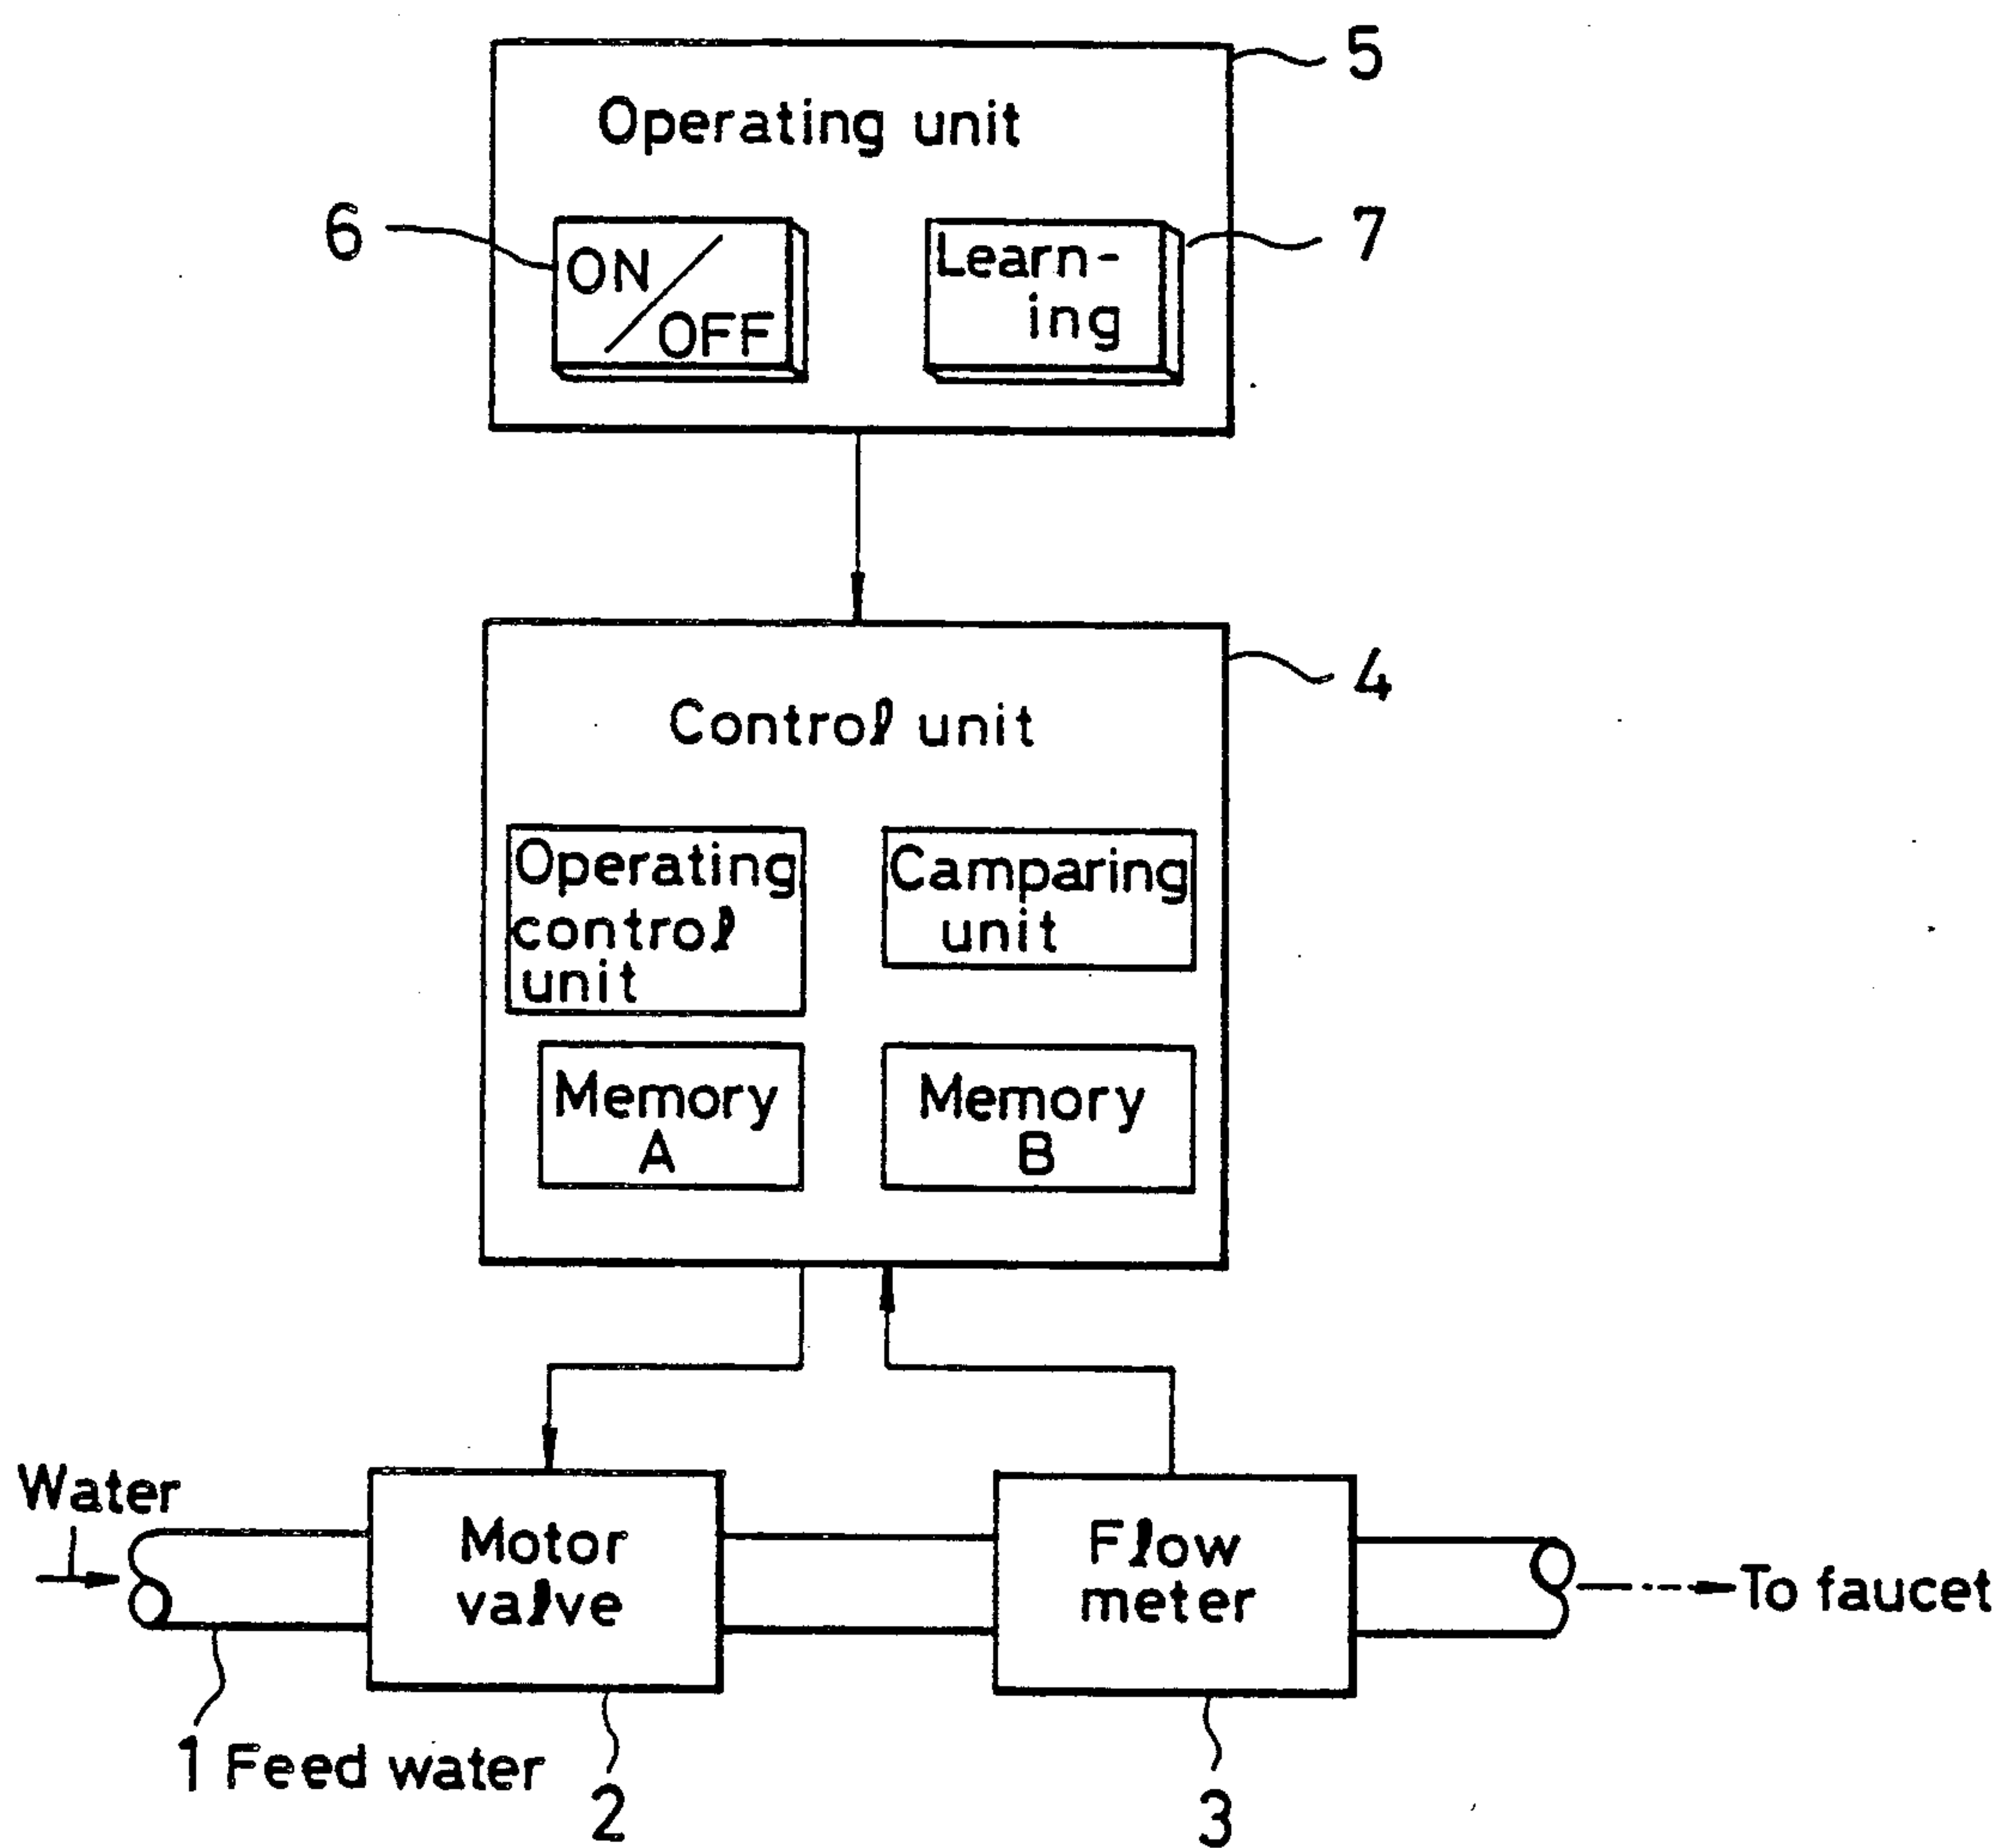 5
Operating unit
6
7
ON/OFF
Learn-
ing
4
Control unit
Operating
control
unit
Camparing
unit
Memory
A
Memory
B
Water
Motor
valve
Flow
meter
To faucet
1 Feed water
2
3